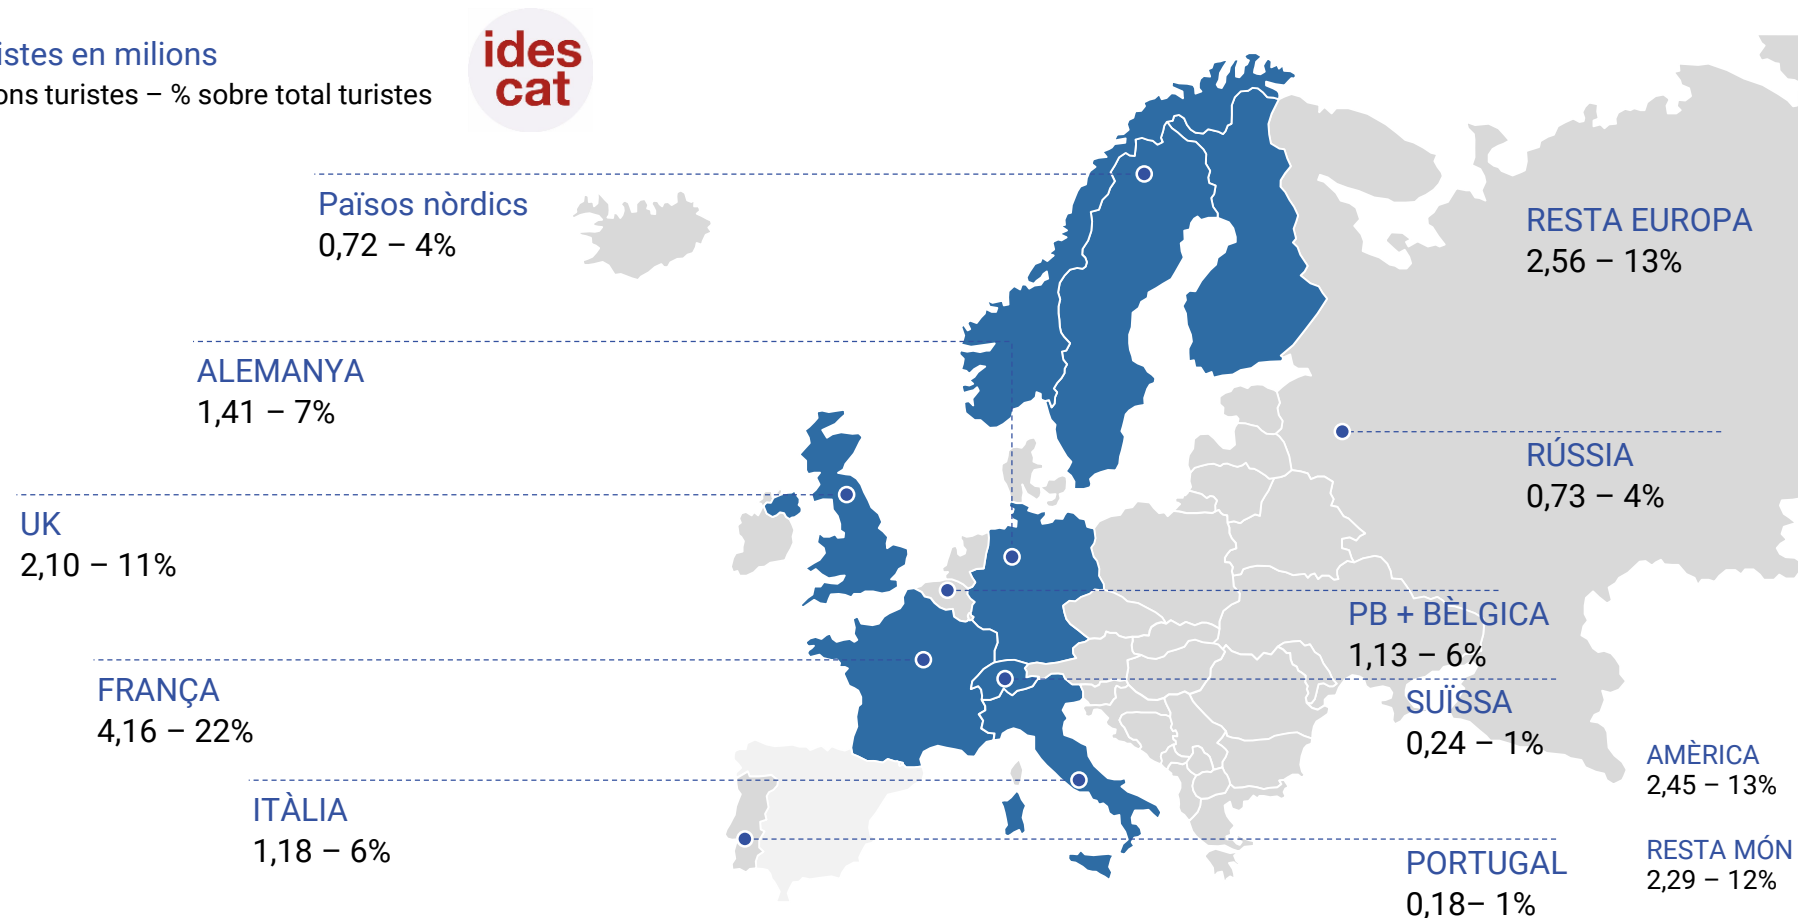 istes en milions
ons turistes – % sobre total turistes
ides
cat
Països nòrdics
0,72 – 4%
RESTA EUROPA
2,56 – 13%
ALEMANYA
1,41 – 7%
RÚSSIA
0,73 – 4%
UK
2,10 – 11%
PB + BÈLGICA
1,13 – 6%
FRANÇA
4,16 – 22%
SUÏSSA
0,24 – 1%
AMÈRICA
2,45 – 13%
ITÀLIA
1,18 – 6%
PORTUGAL
0,18– 1%
RESTA MÓN
2,29 – 12%